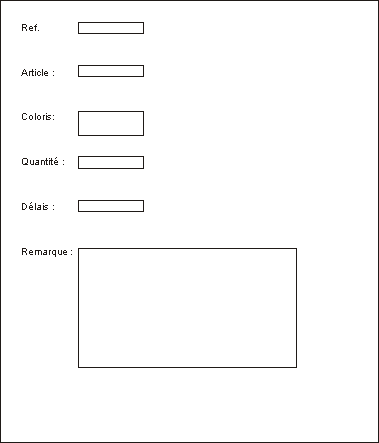 Ref.
Article :
Coloris:
Quantité :
Délais :
Remarque :